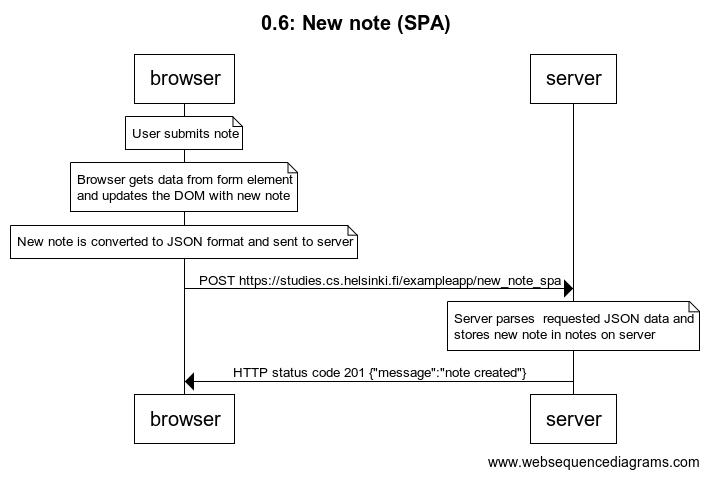 0.6: New note (SPA)
browser
server
User submits note
Browser gets data from form element
and updates the DOM with new note
New note is converted to JSON format and sent to server
POST https://studies.cs.helsinki.fi/exampleapp/new_note_spa
Server parses  requested JSON data and
stores new note in notes on server
HTTP status code 201 {"message":"note created"}
browser
server
www.websequencediagrams.com